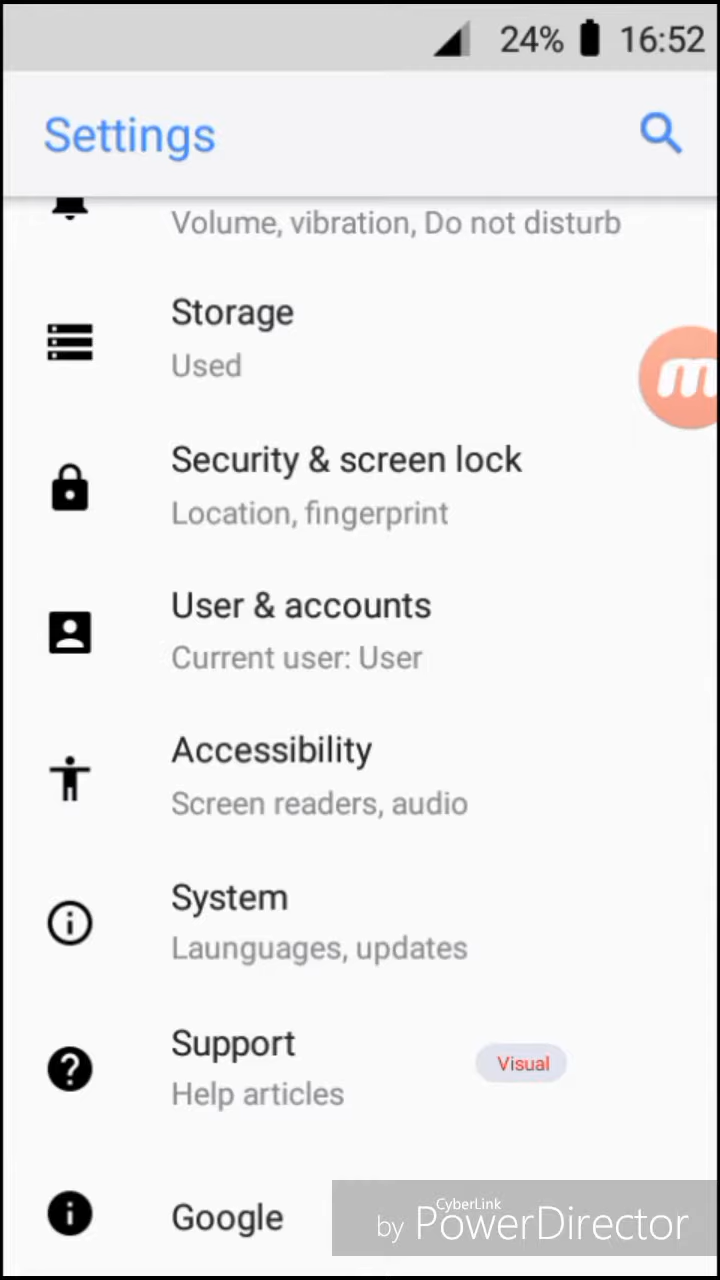 24% 16:52
Settings
Volume, vibration, Do not disturb
Storage
Used
Security & screen lock
Location, fingerprint
User & accounts
Current user: User
Accessibility
Screen readers, audio
System
Launguages, updates
Support
Visual
Help articles
Google
CyberLink
by PowerDirector
m